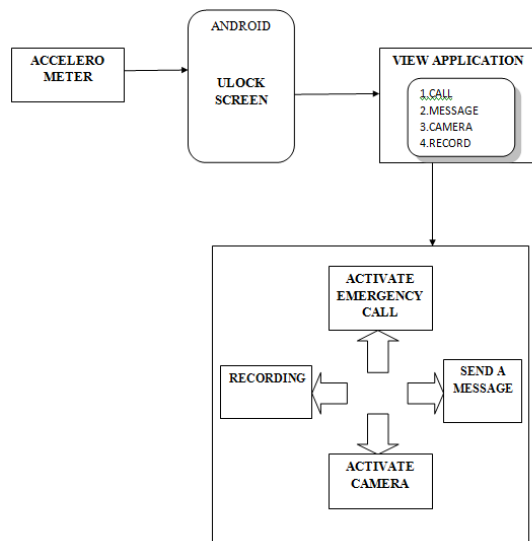 ACCELERO
METER
ANDROID
ULOCK
SCREEN
VIEW APPLICATION
1.CALL
2.MESSAGE
3.CAMERA
4.RECORD
ACTIVATE
EMERGENCY
CALL
RECORDING
SEND A
MESSAGE
ACTIVATE
CAMERA